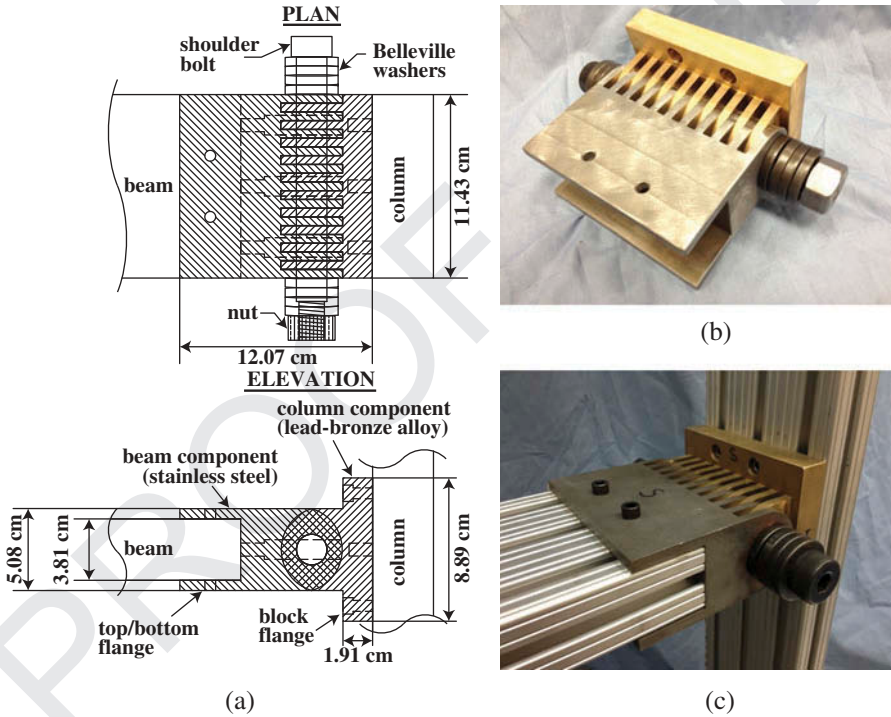 PLAN
shoulder
bolt
Belleville
washers
beam
column
11.43 cm
nut
12.07 cm
ELEVATION
column component
(lead-bronze alloy)
beam component
(stainless steel)
5.08 cm
3.81 cm
beam
column
8.89 cm
top/bottom
flange
block
flange
1.91 cm
(a)
(b)
S
(c)
PROOF